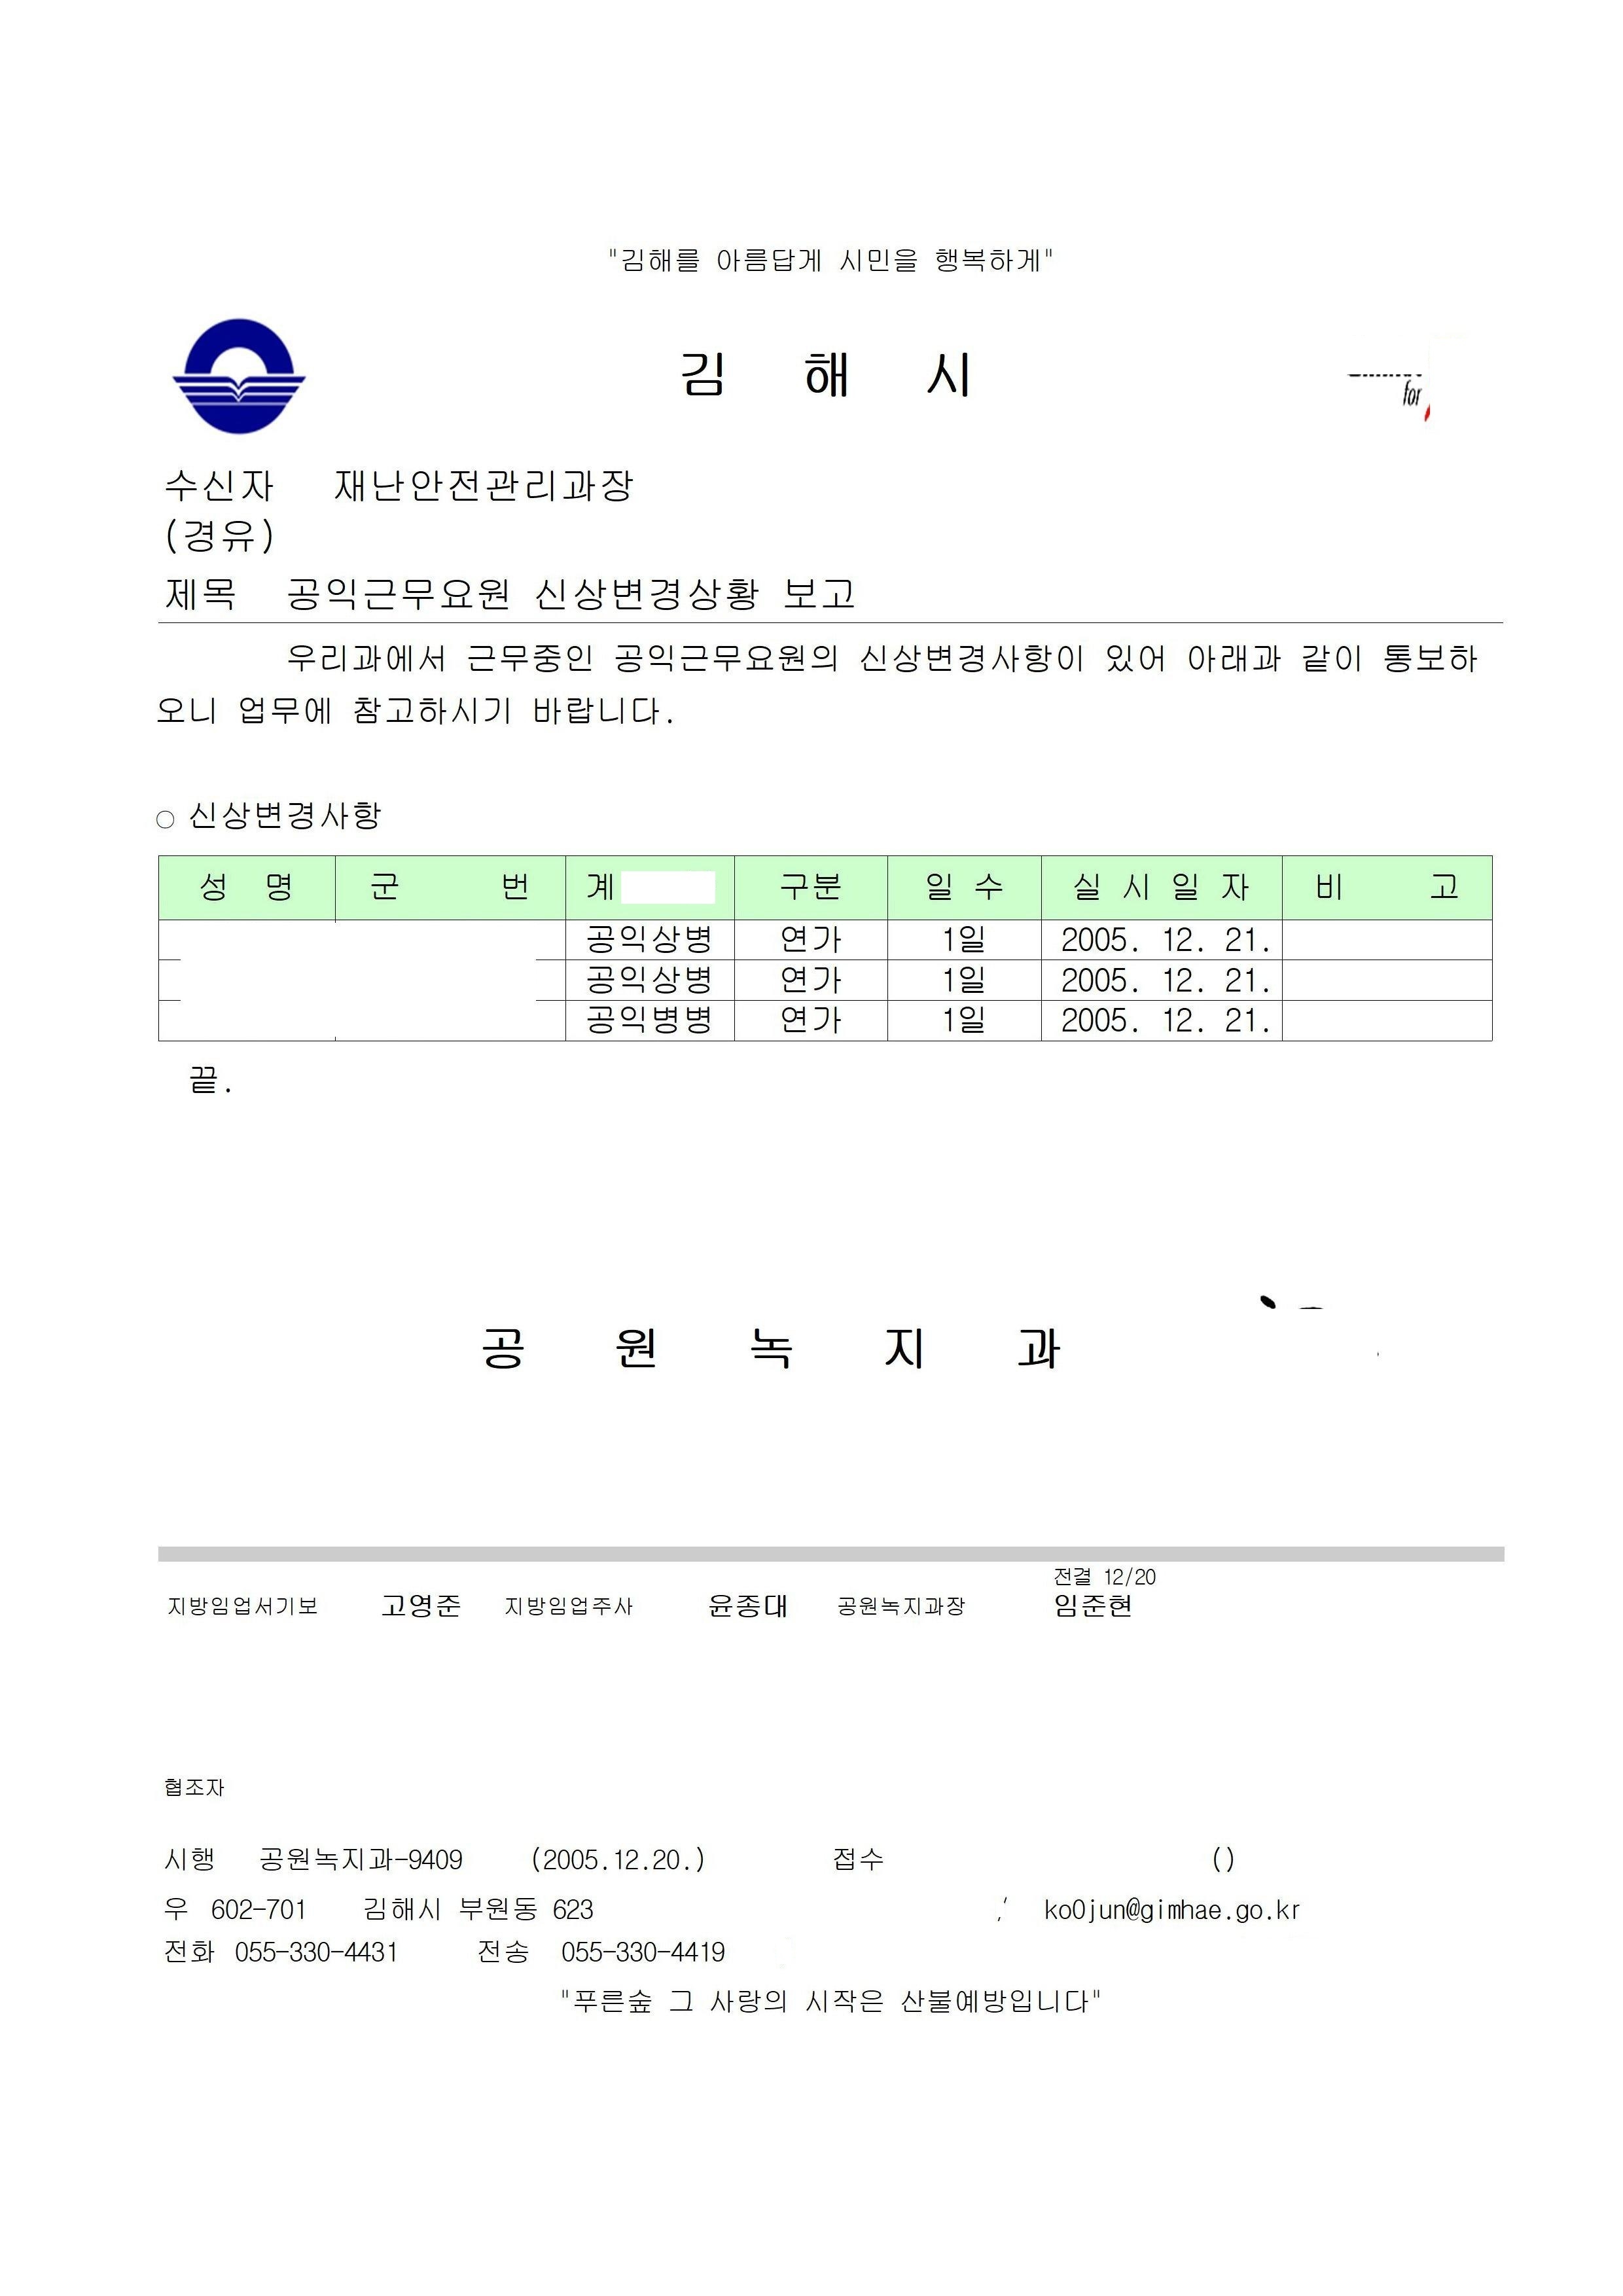 "김해를 아름답게 시민을 행복하게"
김 해 시
for
수신자 재난안전관리과장
(경유)
제목 공익근무요원 신상변경상황 보고
우리과에서 근무중인 공익근무요원의 신상변경사항이 있어 아래과 같이 통보하
오니 업무에 참고하시기 바랍니다.
○ 신상변경사항
성 명 군 번 계 구분 일 수 실 시 일 자 비 고
공익상병 연가 1일 2005. 12. 21.
공익상병 연가 1일 2005. 12. 21.
공익병병 연가 1일 2005. 12. 21.
끝.
공 원 녹 지 과
전결 12/20
지방임업서기보 고영준 지방임업주사 윤종대 공원녹지과장 임준현
협조자
시행 공원녹지과-9409 (2005.12.20.) 접수 ()
우 602-701 김해시 부원동 623 ko0jun@gimhae.go.kr
전화 055-330-4431 전송 055-330-4419
"푸른숲 그 사랑의 시작은 산불예방입니다"